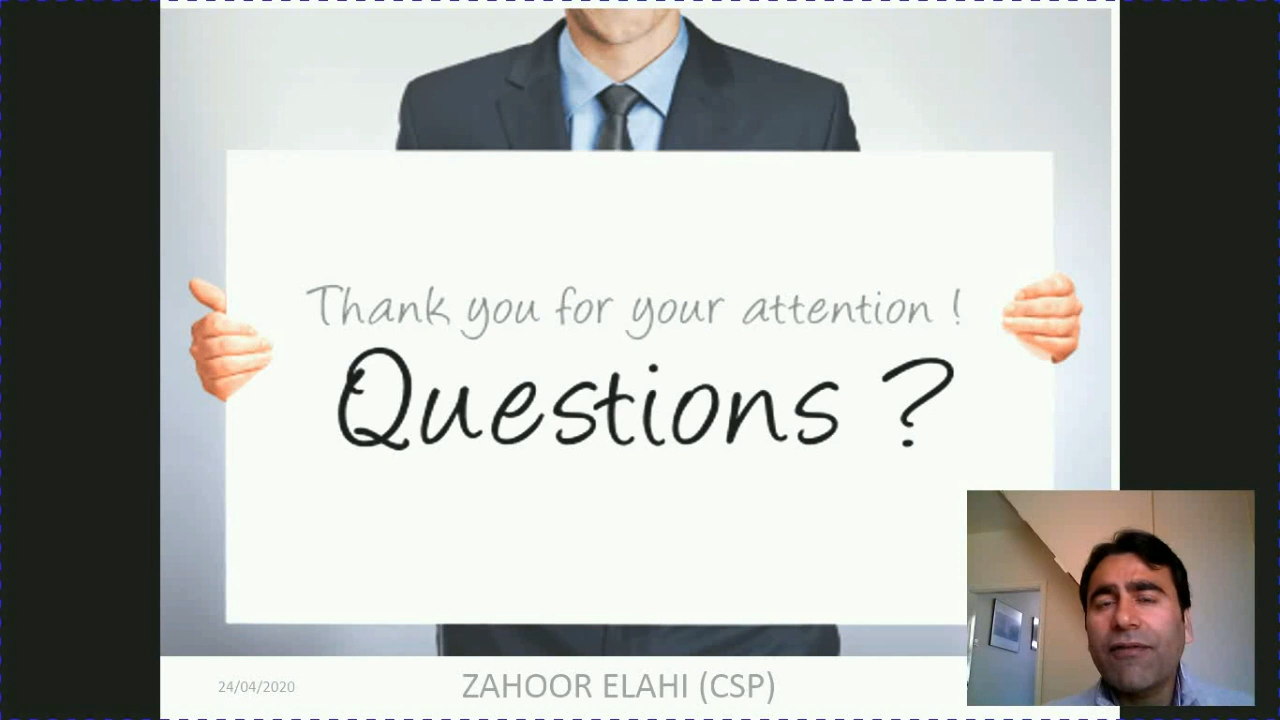 Thank you for your attention !
Questions ?
24/04/2020
ZAHOOR ELAHI (CSP)